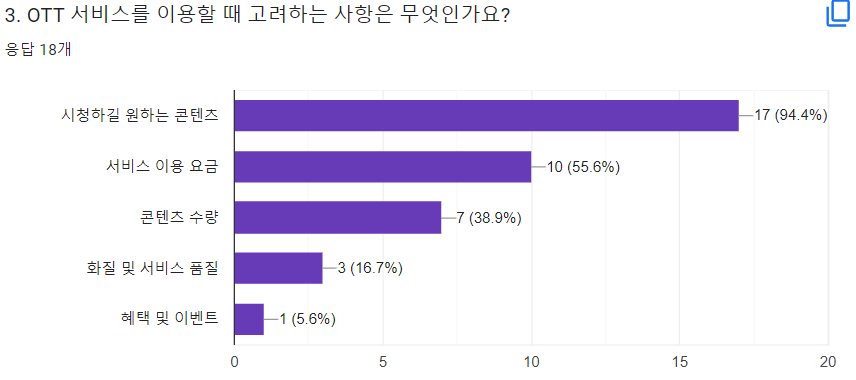 3. OTT 서비스를 이용할 때 고려하는 사항은 무엇인가요?
응답 18개
시청하길 원하는 콘텐츠 17 (94.4%)
서비스 이용 요금 10 (55.6%)
콘텐츠 수량 7 (38.9%)
화질 및 서비스 품질 3 (16.7%)
혜택 및 이벤트 1 (5.6%)
0 5 10 15 20